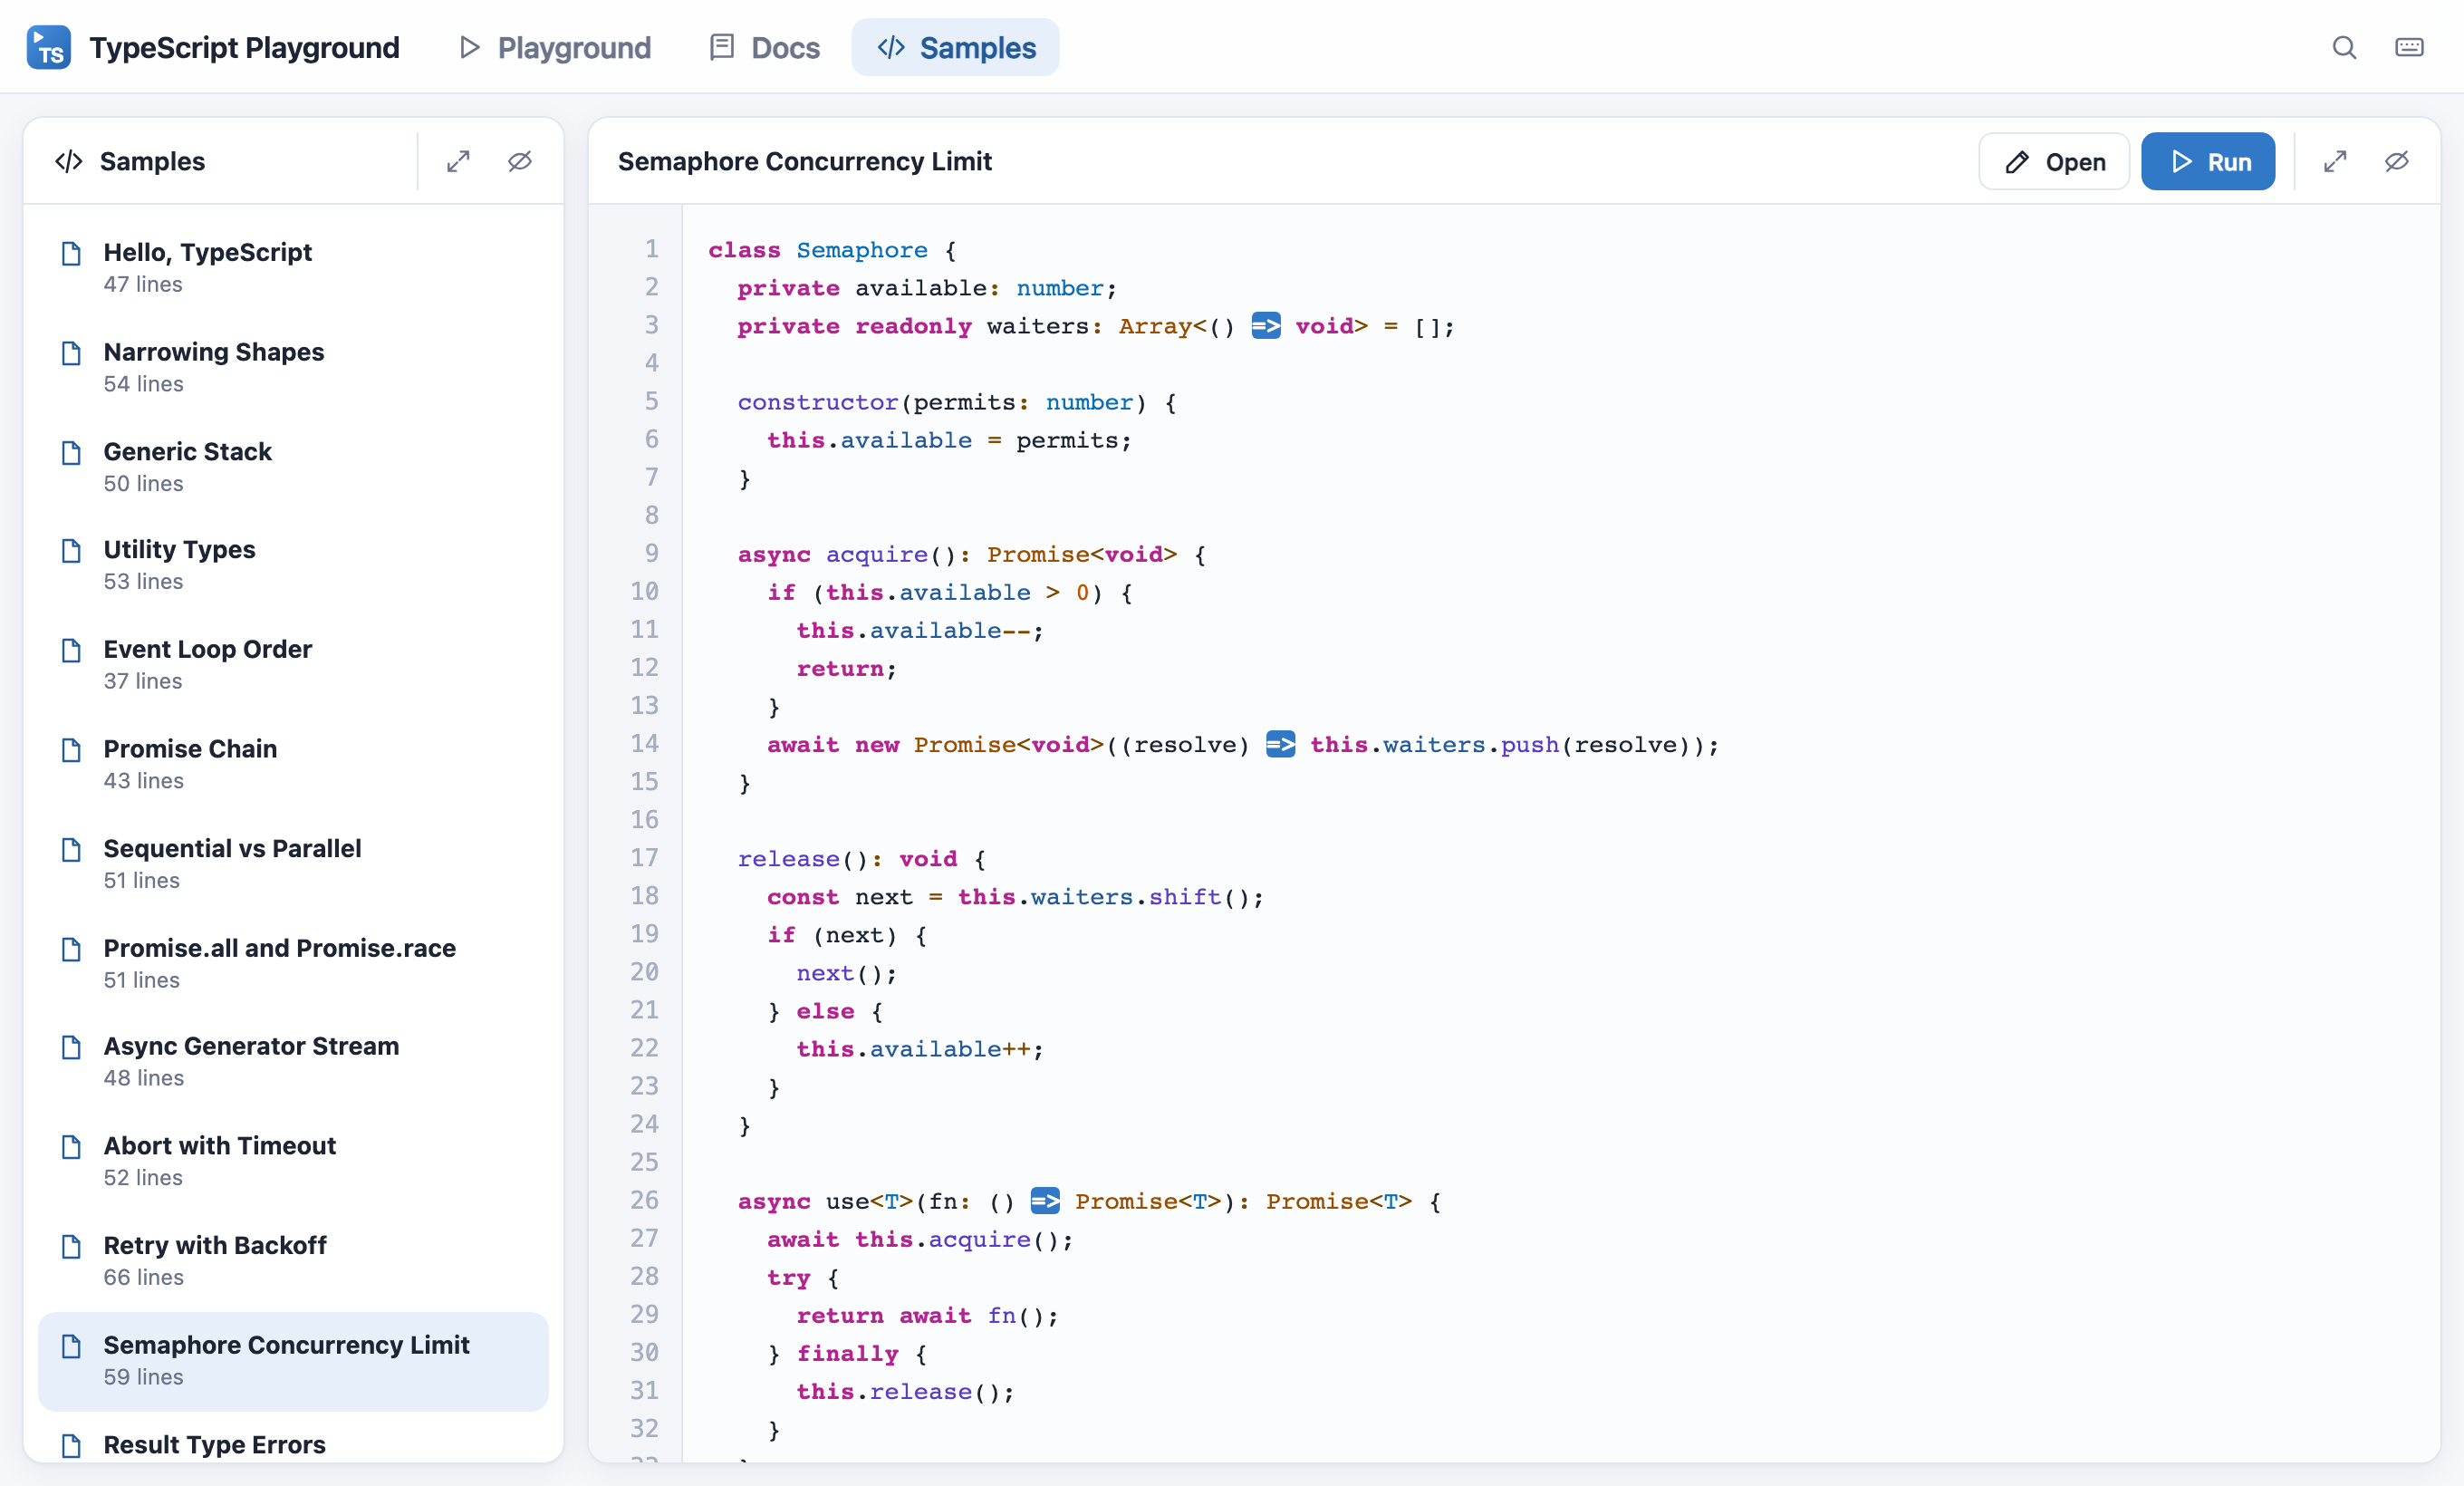 TS TypeScript Playground Playground Docs Samples
Samples
Hello, TypeScript
47 lines
Narrowing Shapes
54 lines
Generic Stack
50 lines
Utility Types
53 lines
Event Loop Order
37 lines
Promise Chain
43 lines
Sequential vs Parallel
51 lines
Promise.all and Promise.race
51 lines
Async Generator Stream
48 lines
Abort with Timeout
52 lines
Retry with Backoff
66 lines
Semaphore Concurrency Limit
59 lines
Result Type Errors
Semaphore Concurrency Limit Open Run
1 class Semaphore {
2 private available: number;
3 private readonly waiters: Array<() => void> = [];
4
5 constructor(permits: number) {
6 this.available = permits;
7 }
8
9 async acquire(): Promise<void> {
10 if (this.available > 0) {
11 this.available--;
12 return;
13 }
14 await new Promise<void>((resolve) => this.waiters.push(resolve));
15 }
16
17 release(): void {
18 const next = this.waiters.shift();
19 if (next) {
20 next();
21 } else {
22 this.available++;
23 }
24 }
25
26 async use<T>(fn: () => Promise<T>): Promise<T> {
27 await this.acquire();
28 try {
29 return await fn();
30 } finally {
31 this.release();
32 }